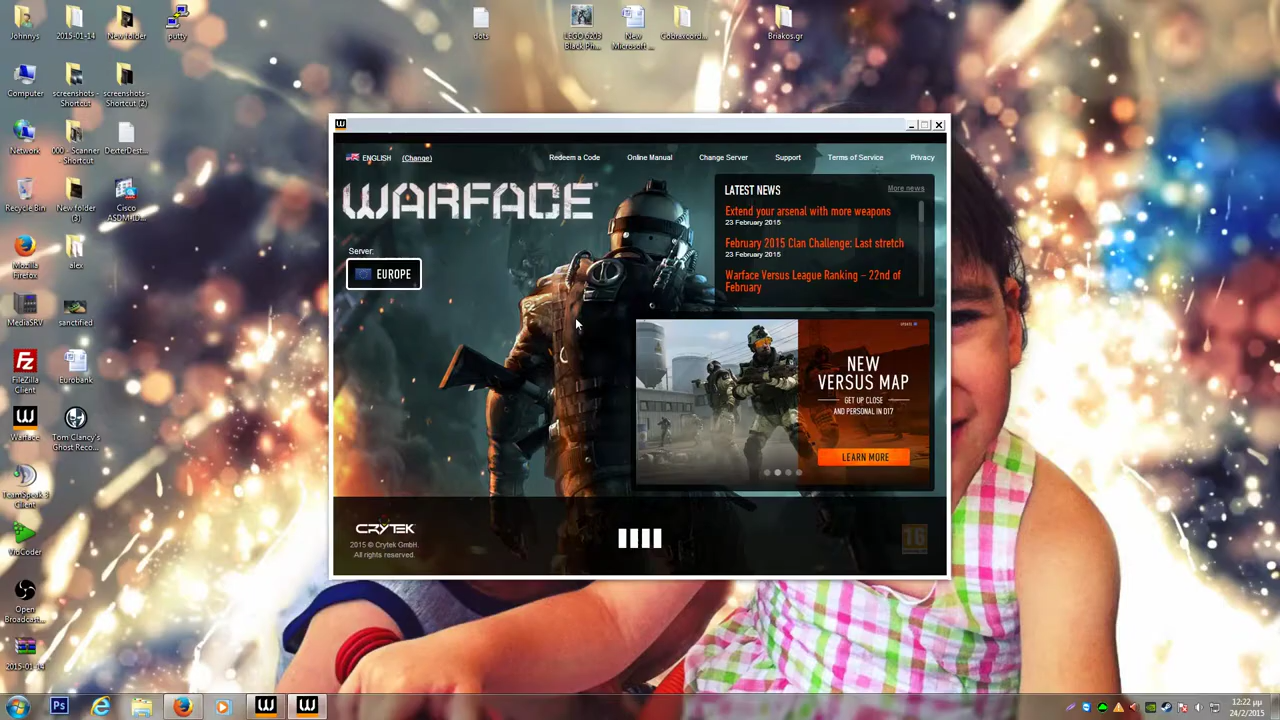 Johnnys
2015-01-14
New folder
putty
dots
LEGO 6203
Black Ph...
New
Microsoft ...
Cobraxcord...
Briakos.gr
Computer
screenshots -
Shortcut
screenshots -
Shortcut (2)
Network
000 - Scanner
- Shortcut
DexterDest...
Recycle Bin
New folder
(3)
Cisco
ASDM-ID...
Mozilla
Firefox
alex
MediaSRV
sanctified
FileZilla
Client
Eurobank
Warface
Tom Clancy's
Ghost Reco...
TeamSpeak 3
Client
VidCoder
Open
Broadcast...
2015-01-14
ENGLISH (Change)
Redeem a Code
Online Manual
Change Server
Support
Terms of Service
Privacy
WARFACE
Server:
EUROPE
LATEST NEWS
More news
Extend your arsenal with more weapons
23 February 2015
February 2015 Clan Challenge: Last stretch
23 February 2015
Warface Versus League Ranking – 22nd of
February
NEW
VERSUS MAP
GET UP CLOSE
AND PERSONAL IN D17
LEARN MORE
CRYTEK
2015 © Crytek GmbH.
All rights reserved.
16
Ps
12:22 μμ
24/2/2015